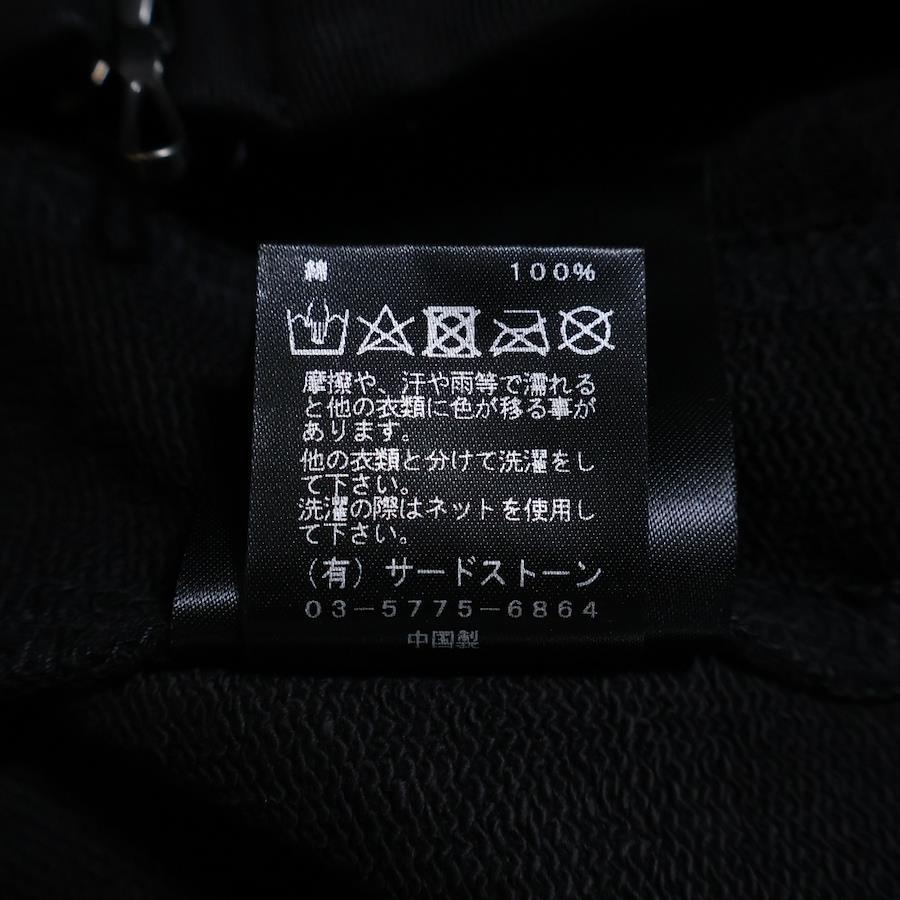 綿 100%
摩擦や、汗や雨等で濡れる
と他の衣類に色が移る事が
あります。
他の衣類と分けて洗濯をし
て下さい。
洗濯の際はネットを使用し
て下さい。
（有）サードストーン
03-5775-6864
中国製